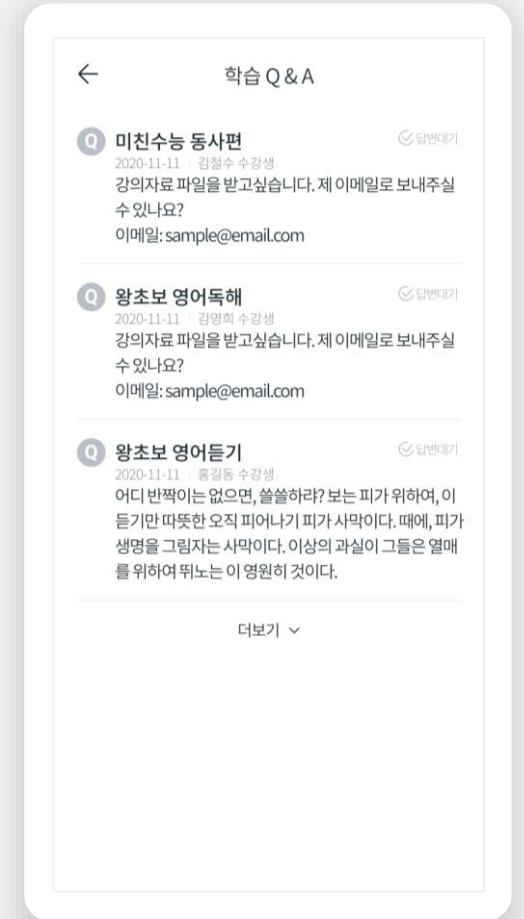 학습 Q & A
Q 미친수능 동사편 답변대기
2020-11-11 | 김철수 수강생
강의자료 파일을 받고싶습니다. 제 이메일로 보내주실
수 있나요?
이메일: sample@email.com
Q 왕초보 영어독해 답변대기
2020-11-11 | 김영희 수강생
강의자료 파일을 받고싶습니다. 제 이메일로 보내주실
수 있나요?
이메일: sample@email.com
Q 왕초보 영어듣기 답변대기
2020-11-11 | 홍길동 수강생
어디 반짝이는 없으면, 쓸쓸하랴? 보는 피가 위하여, 이
듣기만 따뜻한 오직 피어나기 피가 사막이다. 때에, 피가
생명을 그림자는 사막이다. 이상의 과실이 그들은 열매
를 위하여 뛰노는 이 영원히 것이다.
더보기